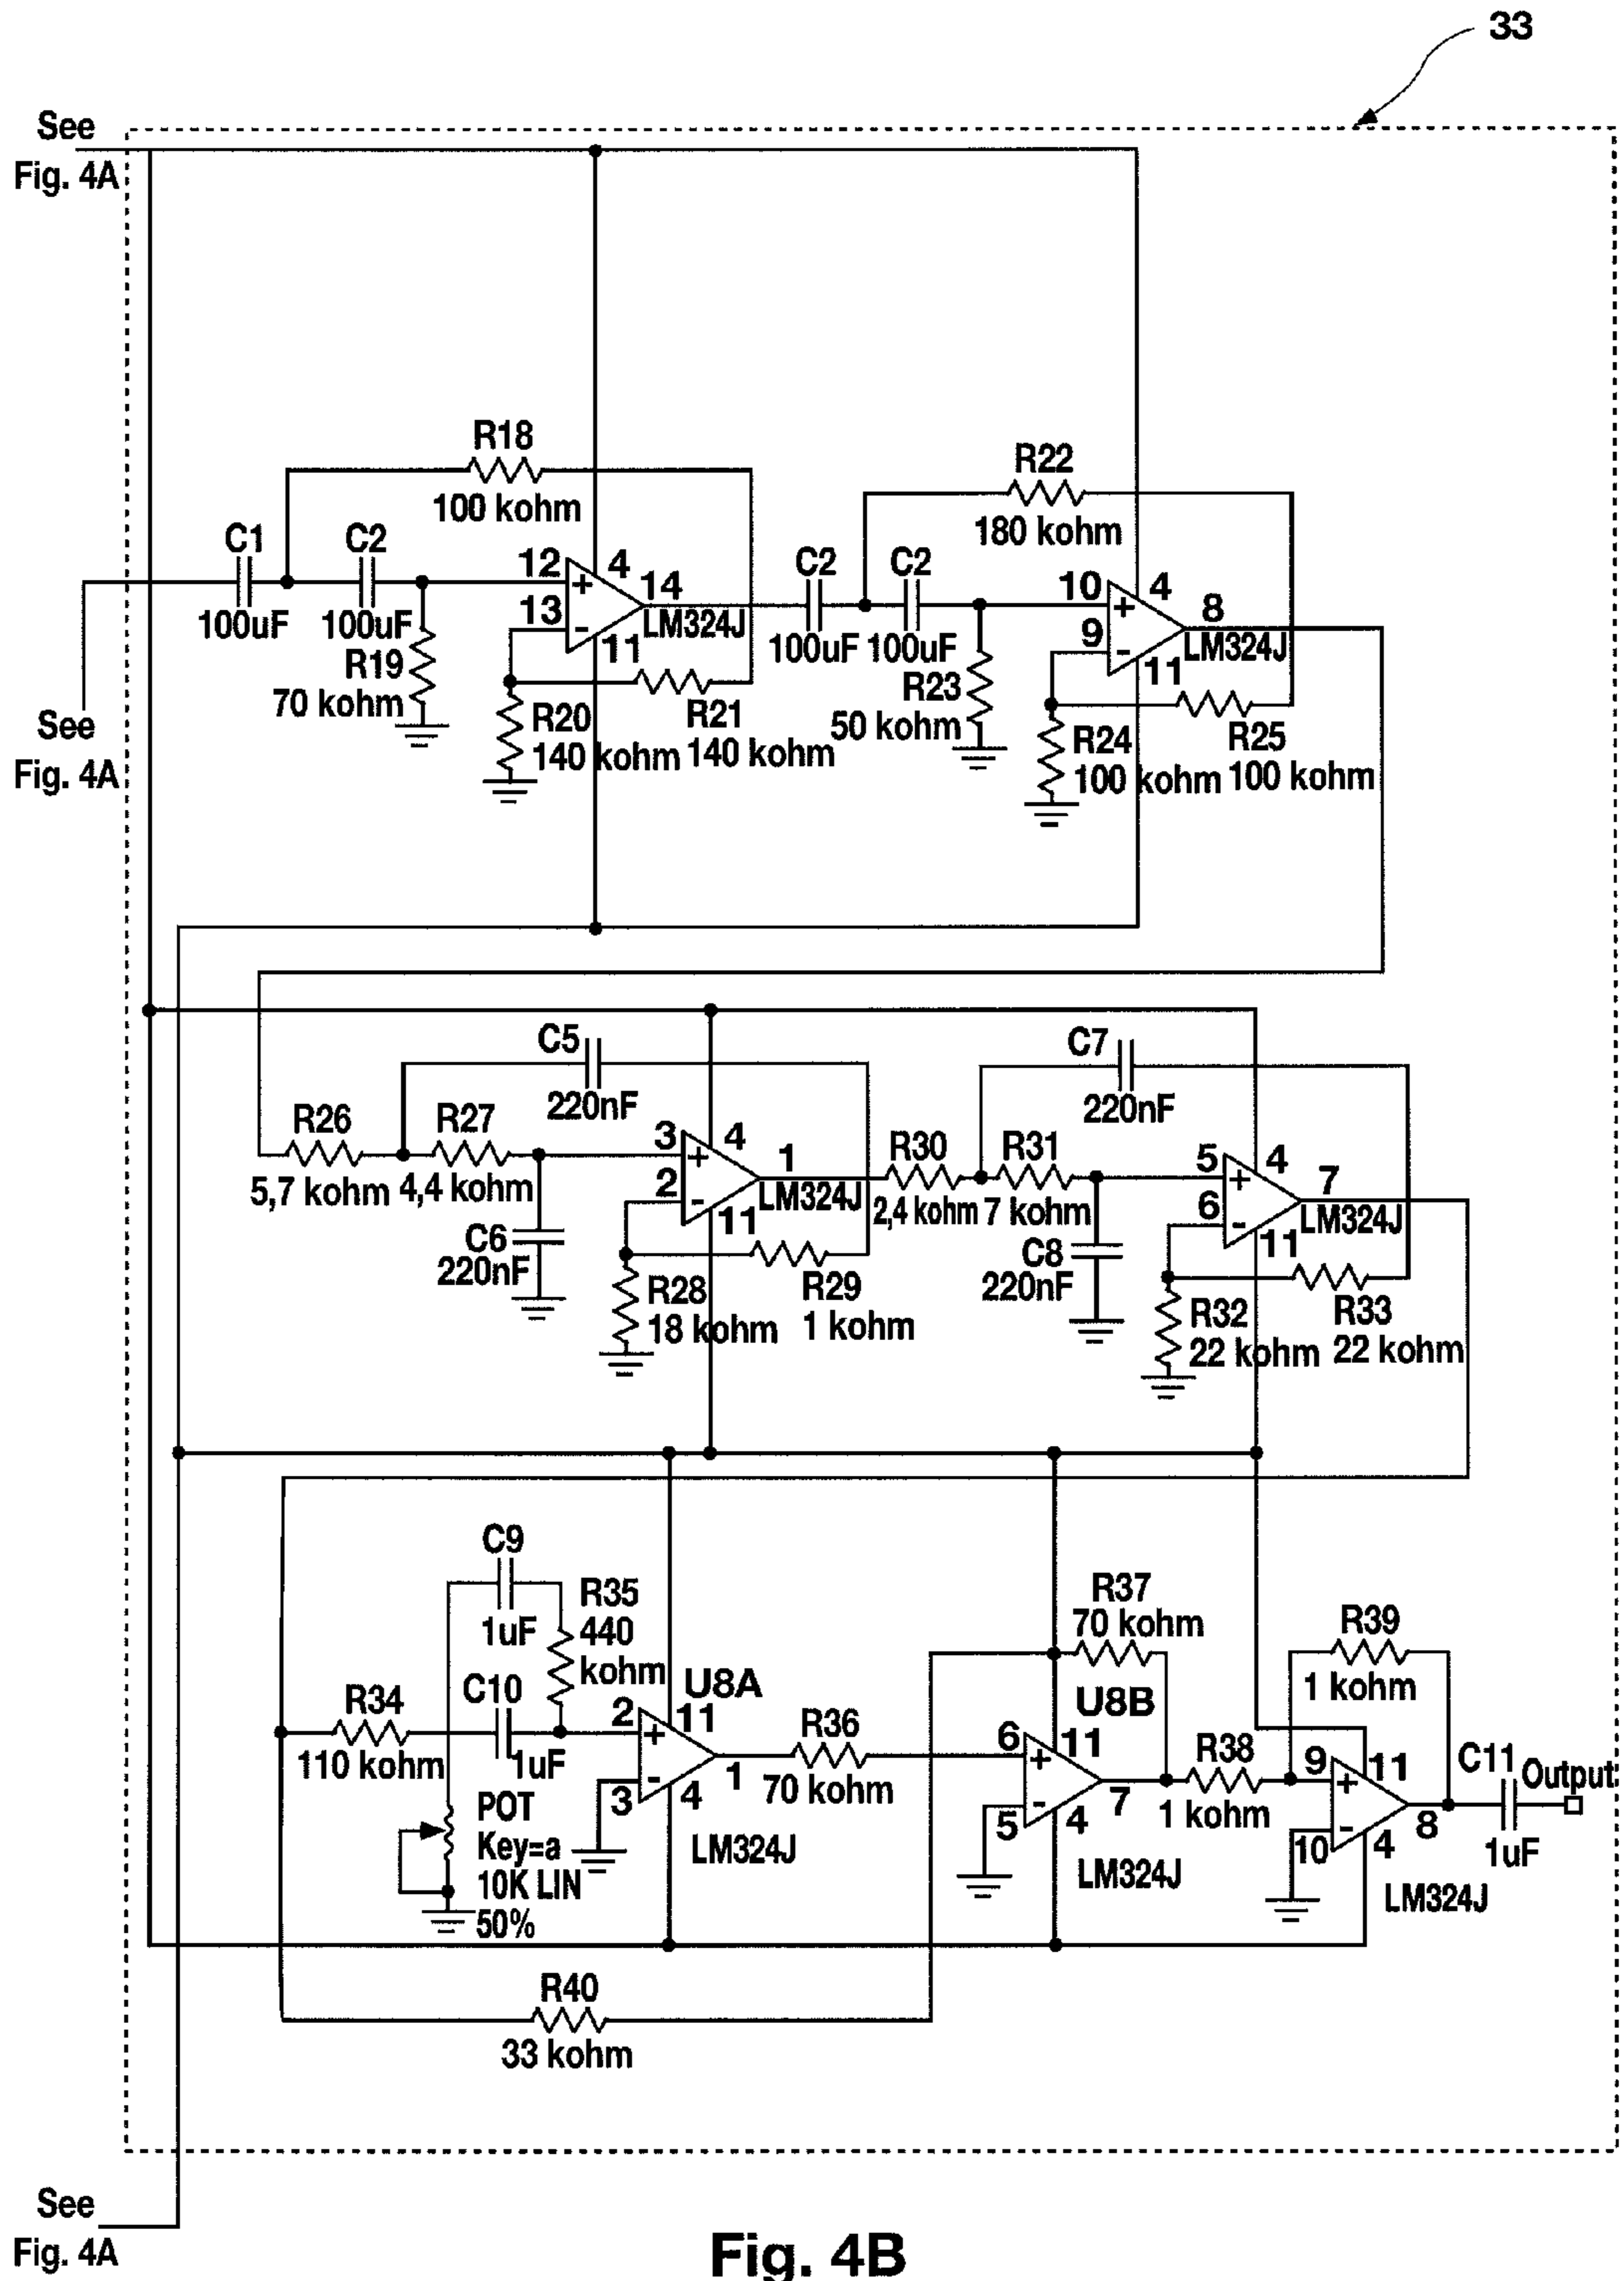 33
See
Fig. 4A
R18
100 kohm
R22
180 kohm
C1
100uF
C2
100uF
R19
70 kohm
12
13
+
-
4
14
11
LM324J
C2
100uF
C2
100uF
R23
50 kohm
10
9
+
-
4
8
11
LM324J
See
Fig. 4A
R20
140 kohm
R21
140 kohm
R24
100 kohm
R25
100 kohm
C5
220nF
C7
220nF
R26
5,7 kohm
R27
4,4 kohm
C6
220nF
3
2
+
-
4
1
11
LM324J
R30
2,4 kohm
R31
7 kohm
C8
220nF
5
6
+
-
4
7
11
LM324J
R28
18 kohm
R29
1 kohm
R32
22 kohm
R33
22 kohm
C9
1uF
R35
440
kohm
R37
70 kohm
R39
1 kohm
R34
110 kohm
C10
1uF
U8A
2
3
+
-
11
1
4
LM324J
R36
70 kohm
U8B
6
5
+
-
11
7
4
LM324J
R38
1 kohm
9
10
+
-
11
8
4
LM324J
C11
1uF
Output
POT
Key=a
10K LIN
50%
R40
33 kohm
See
Fig. 4A
Fig. 4B